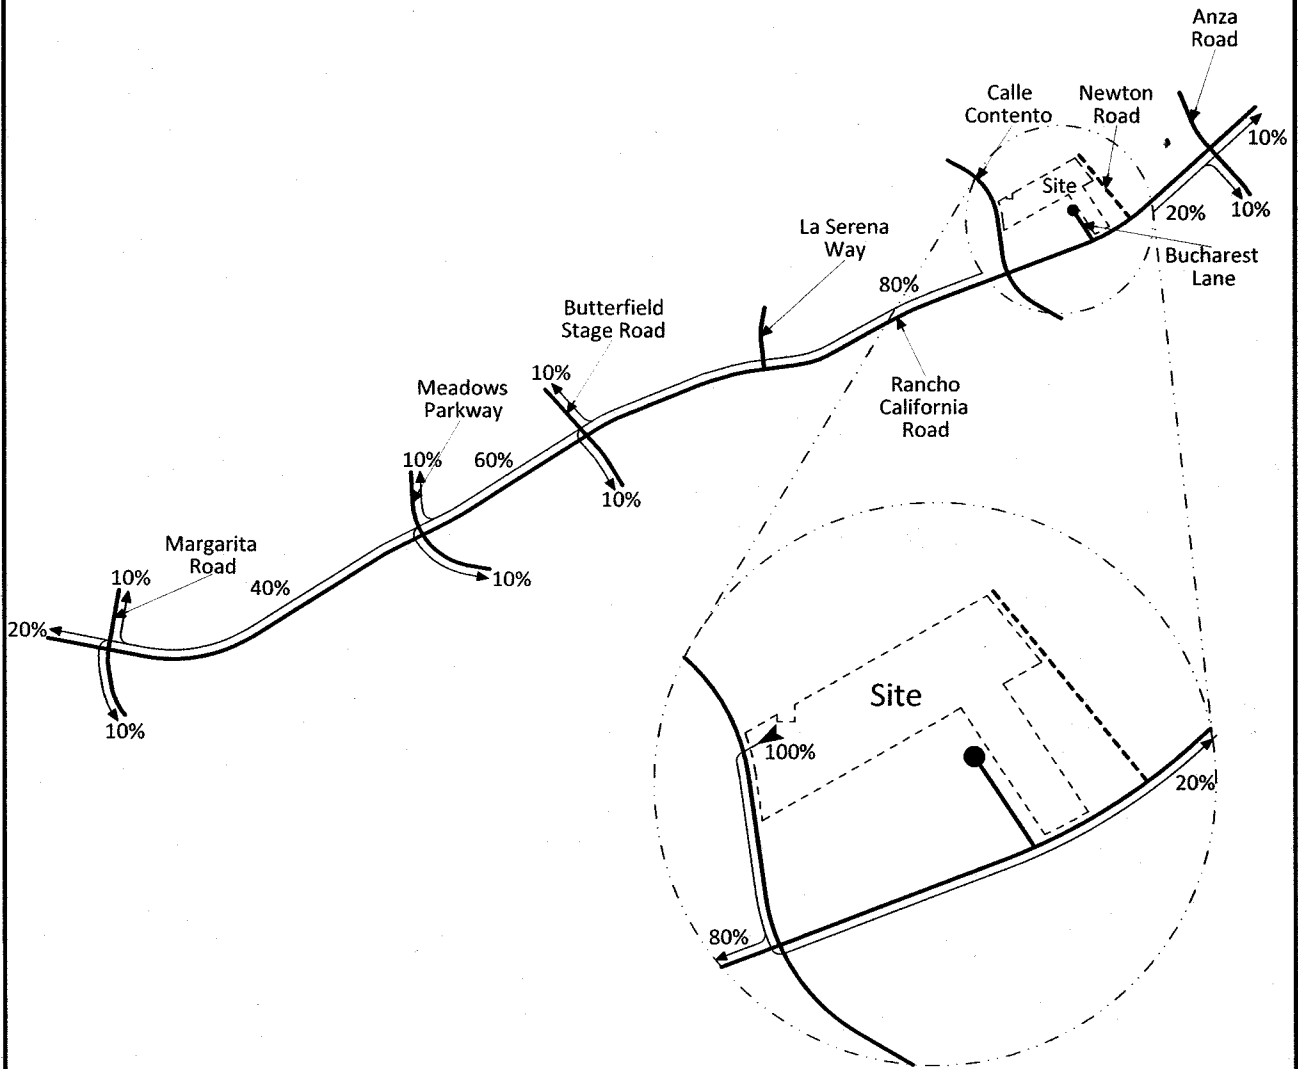 Anza
Road
Calle
Contento
Newton
Road
10%
Site
20%
10%
La Serena
Way
Bucharest
Lane
80%
Butterfield
Stage Road
10%
Meadows
Parkway
Rancho
California
Road
10%
60%
10%
Margarita
Road
10%
40%
10%
20%
10%
Site
100%
20%
80%